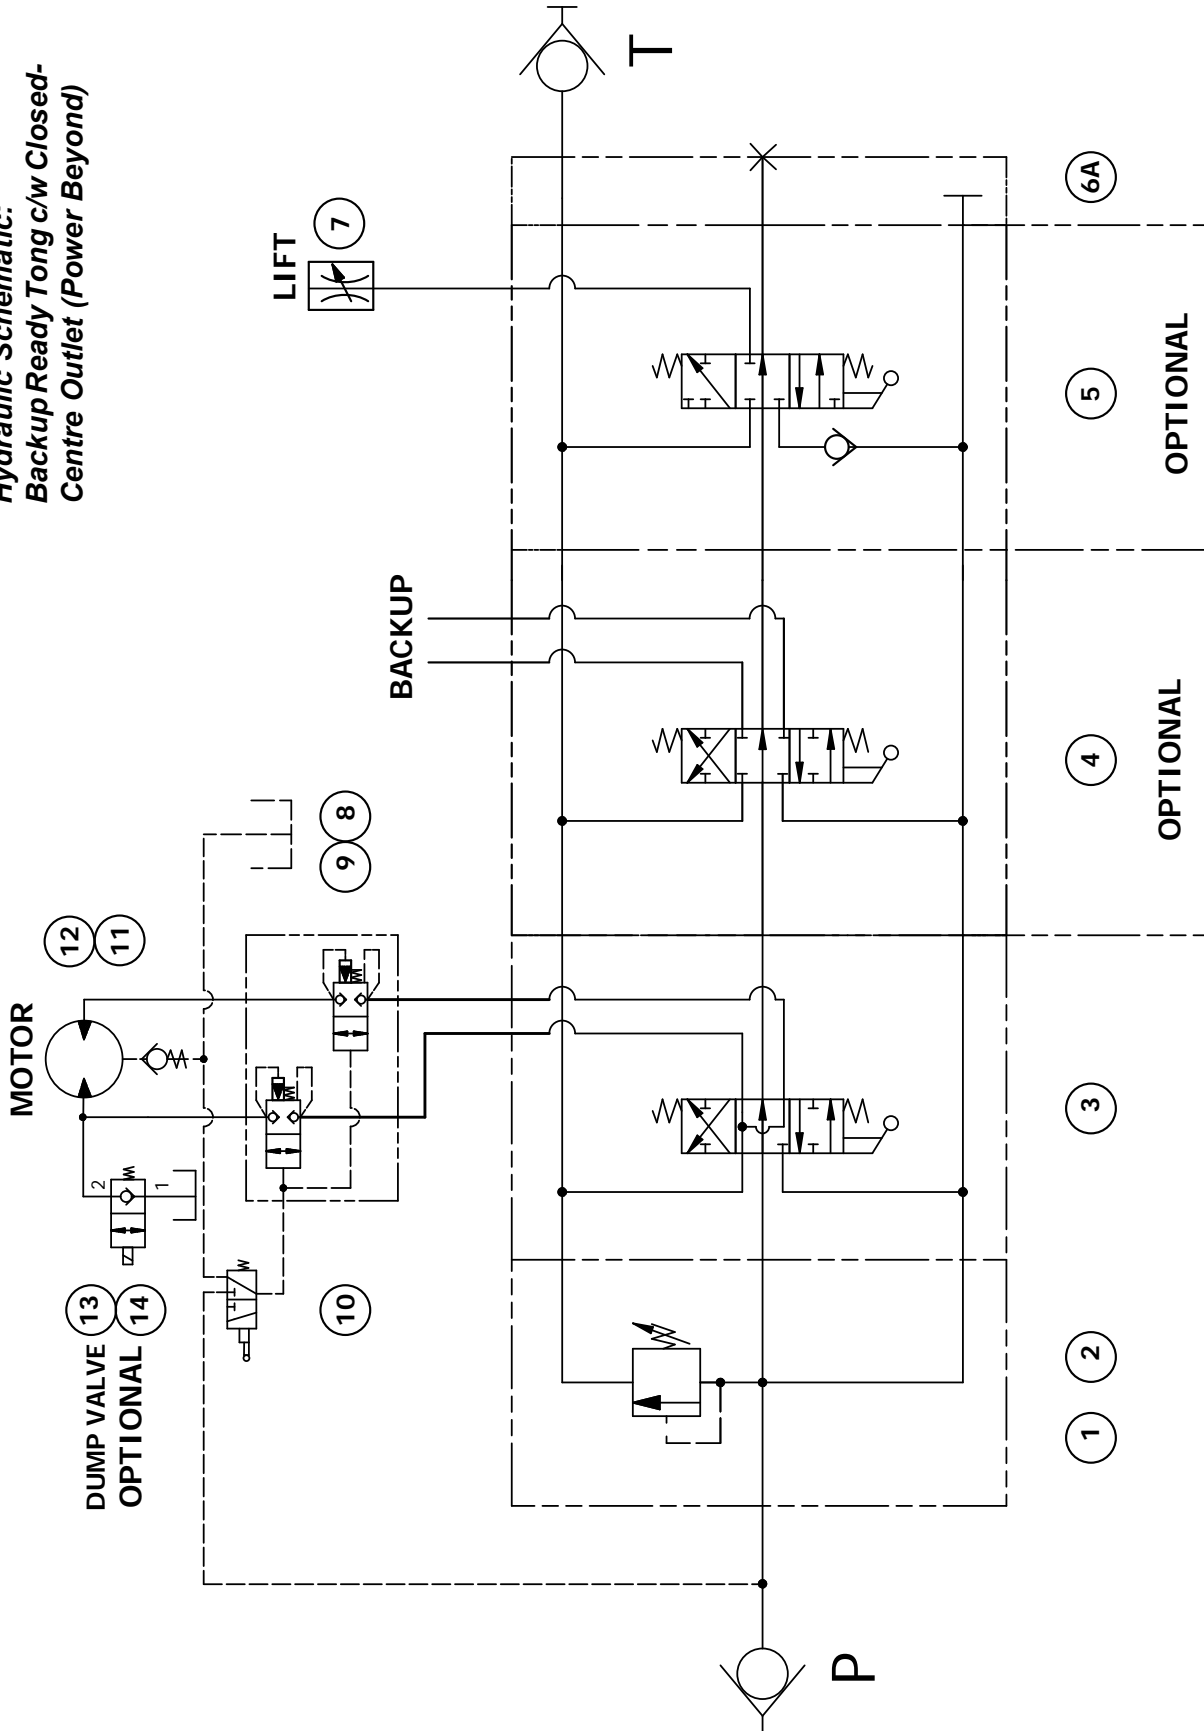 Hydraulic Schematic:
Backup Ready Tong c/w Closed-
Centre Outlet (Power Beyond)
MOTOR
12
11
2
1
13
14
DUMP VALVE
OPTIONAL
10
9
8
BACKUP
LIFT
7
T
P
1
2
3
4
OPTIONAL
5
OPTIONAL
6A